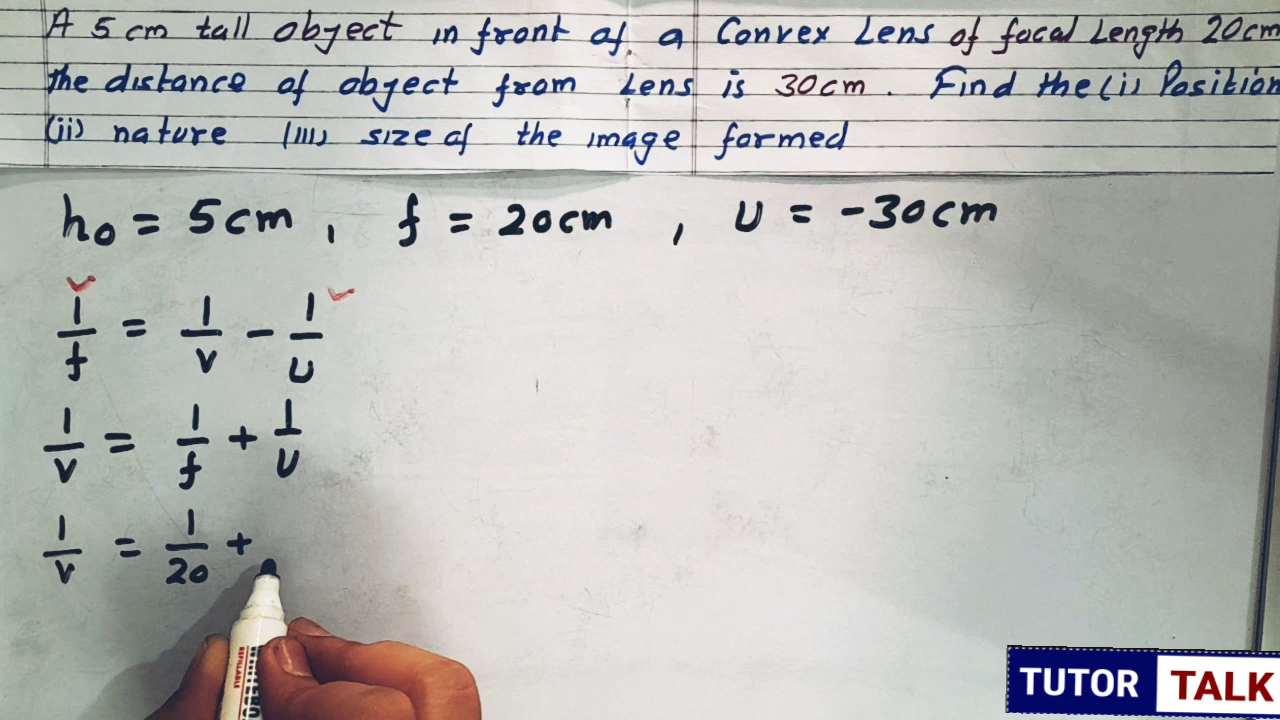 A 5 cm tall object in front of a Convex Lens of focal Length 20cm
the distance of object from Lens is 30cm. Find the (i) Position
(ii) nature (iii) size of the image formed
h₀ = 5cm, f = 20cm, u = -30cm
1/f = 1/v - 1/u
1/v = 1/f + 1/u
1/v = 1/20 +
REFILLABLE
TUTOR TALK